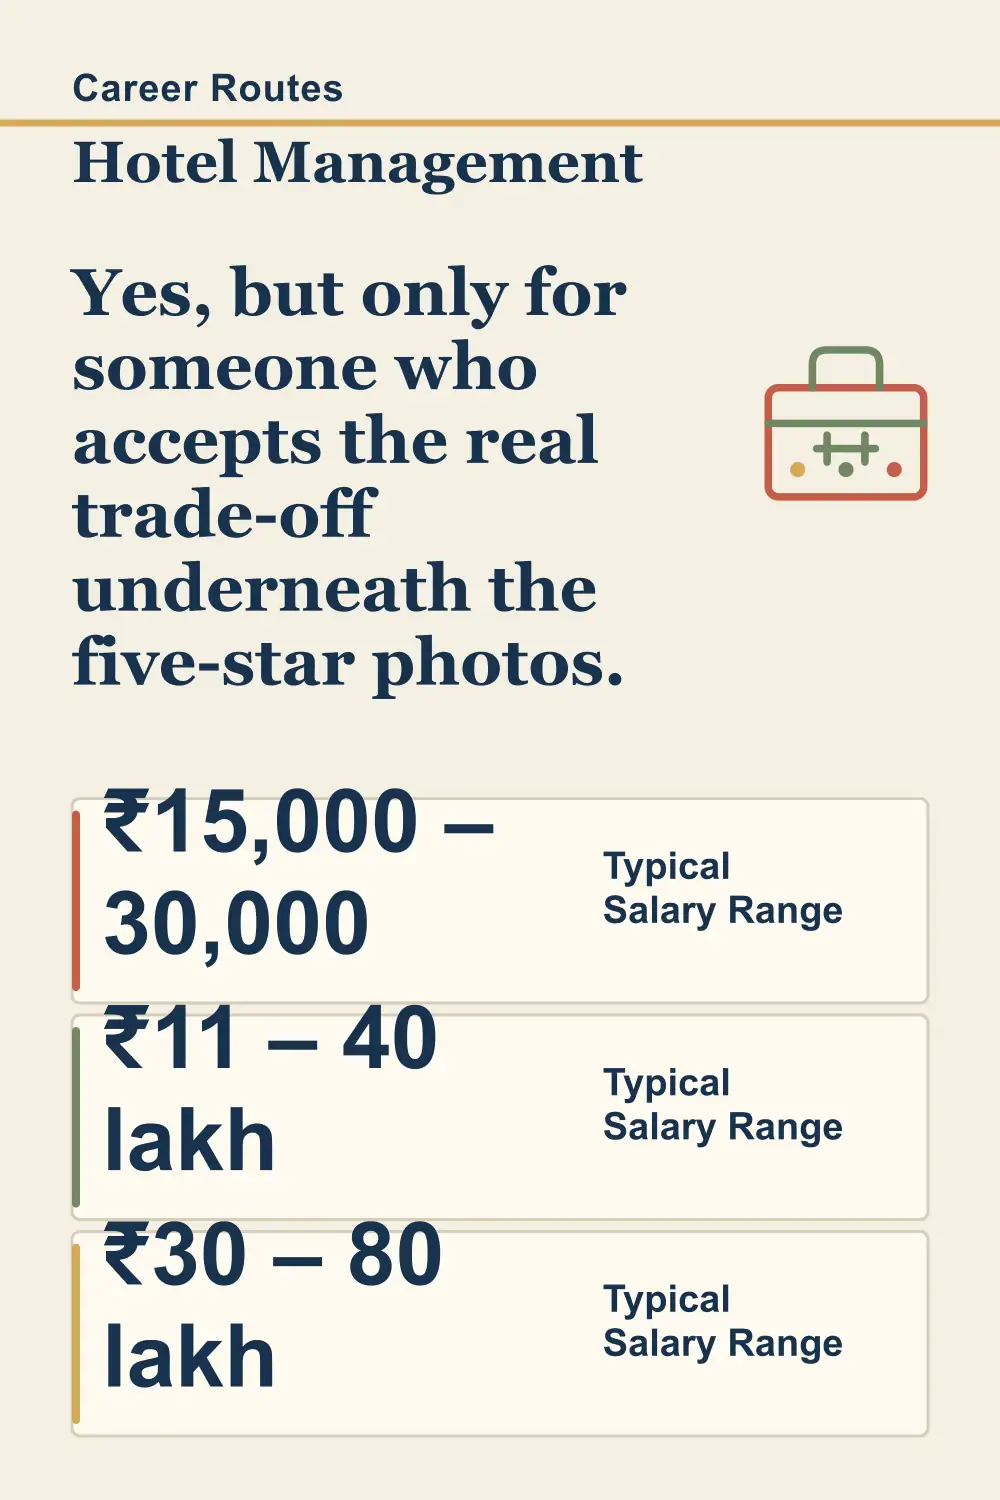 Career Routes
Hotel Management
Yes, but only for
someone who
accepts the real
trade-off
underneath the
five-star photos.
₹15,000 –
30,000
Typical
Salary Range
₹11 – 40
lakh
Typical
Salary Range
₹30 – 80
lakh
Typical
Salary Range